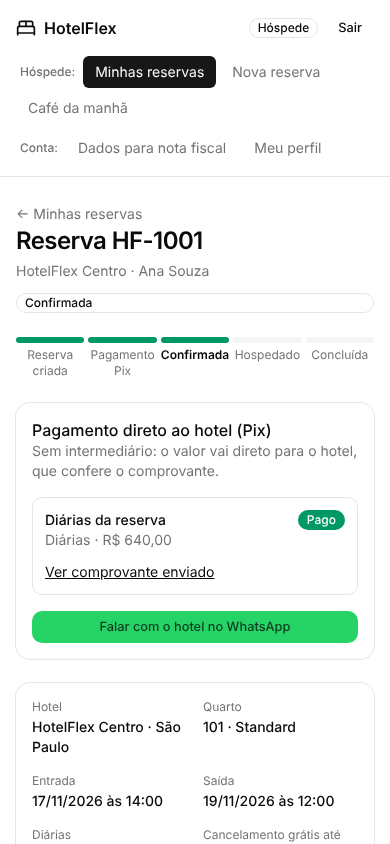 HotelFlex
Hóspede
Sair
Hóspede:
Minhas reservas
Nova reserva
Café da manhã
Conta:
Dados para nota fiscal
Meu perfil
← Minhas reservas
Reserva HF-1001
HotelFlex Centro · Ana Souza
Confirmada
Reserva criada
Pagamento Pix
Confirmada
Hospedado
Concluída
Pagamento direto ao hotel (Pix)
Sem intermediário: o valor vai direto para o hotel,
que confere o comprovante.
Diárias da reserva
Pago
Diárias · R$ 640,00
Ver comprovante enviado
Falar com o hotel no WhatsApp
Hotel
HotelFlex Centro · São
Paulo
Quarto
101 · Standard
Entrada
17/11/2026 às 14:00
Saída
19/11/2026 às 12:00
Diárias
Cancelamento grátis até